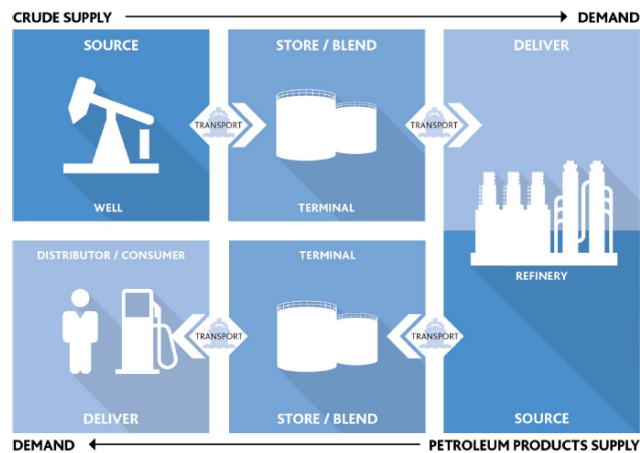 CRUDE SUPPLY
DEMAND
SOURCE
STORE / BLEND
DELIVER
TRANSPORT
TRANSPORT
WELL
TERMINAL
DISTRIBUTOR / CONSUMER
TERMINAL
REFINERY
TRANSPORT
TRANSPORT
DELIVER
STORE / BLEND
SOURCE
DEMAND
PETROLEUM PRODUCTS SUPPLY